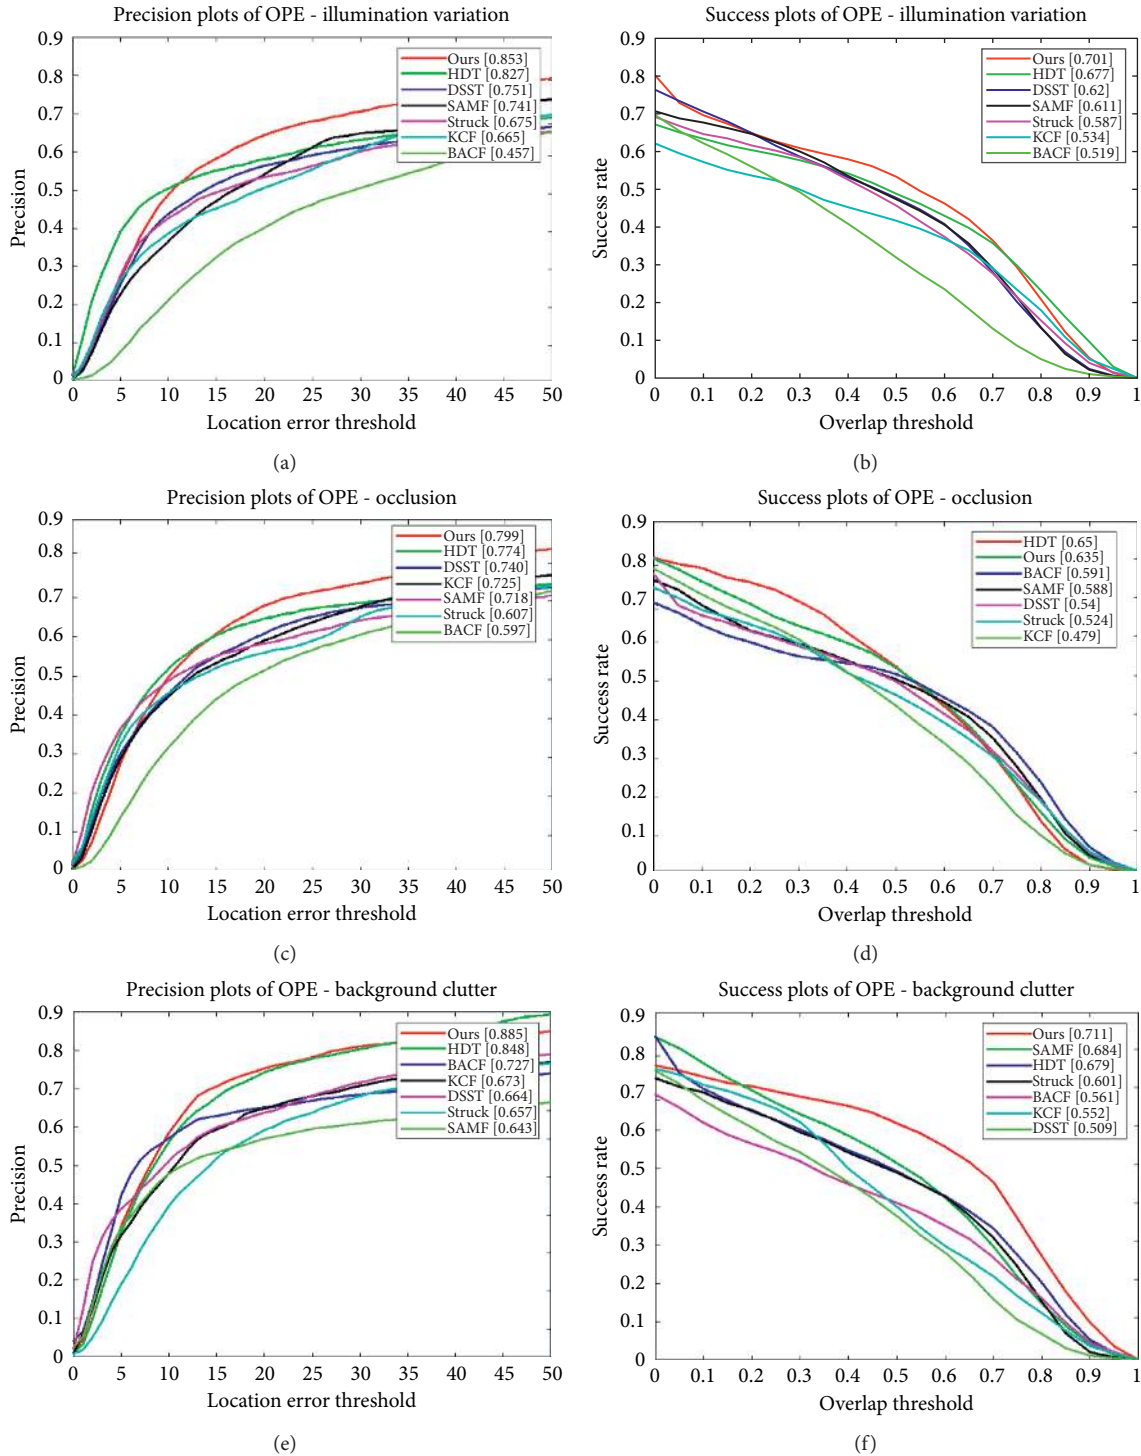 Precision plots of OPE - illumination variation
0.9
0.8
0.7
0.6
0.5
0.4
0.3
0.2
0.1
0
Precision
Ours [0.853]
HDT [0.827]
DSST [0.751]
SAMF [0.741]
Struck [0.675]
KCF [0.665]
BACF [0.457]
0 5 10 15 20 25 30 35 40 45 50
Location error threshold
(a)
Success plots of OPE - illumination variation
0.9
0.8
0.7
0.6
0.5
0.4
0.3
0.2
0.1
0
Success rate
Ours [0.701]
HDT [0.677]
DSST [0.62]
SAMF [0.611]
Struck [0.587]
KCF [0.534]
BACF [0.519]
0 0.1 0.2 0.3 0.4 0.5 0.6 0.7 0.8 0.9 1
Overlap threshold
(b)
Precision plots of OPE - occlusion
0.9
0.8
0.7
0.6
0.5
0.4
0.3
0.2
0.1
0
Precision
Ours [0.799]
HDT [0.774]
DSST [0.740]
KCF [0.725]
SAMF [0.718]
Struck [0.607]
BACF [0.597]
0 5 10 15 20 25 30 35 40 45 50
Location error threshold
(c)
Success plots of OPE - occlusion
0.9
0.8
0.7
0.6
0.5
0.4
0.3
0.2
0.1
0
Success rate
HDT [0.65]
Ours [0.635]
BACF [0.591]
SAMF [0.588]
DSST [0.54]
Struck [0.524]
KCF [0.479]
0 0.1 0.2 0.3 0.4 0.5 0.6 0.7 0.8 0.9 1
Overlap threshold
(d)
Precision plots of OPE - background clutter
0.9
0.8
0.7
0.6
0.5
0.4
0.3
0.2
0.1
0
Precision
Ours [0.885]
HDT [0.848]
BACF [0.727]
KCF [0.673]
DSST [0.664]
Struck [0.657]
SAMF [0.643]
0 5 10 15 20 25 30 35 40 45 50
Location error threshold
(e)
Success plots of OPE - background clutter
0.9
0.8
0.7
0.6
0.5
0.4
0.3
0.2
0.1
0
Success rate
Ours [0.711]
SAMF [0.684]
HDT [0.679]
Struck [0.601]
BACF [0.561]
KCF [0.552]
DSST [0.509]
0 0.1 0.2 0.3 0.4 0.5 0.6 0.7 0.8 0.9 1
Overlap threshold
(f)